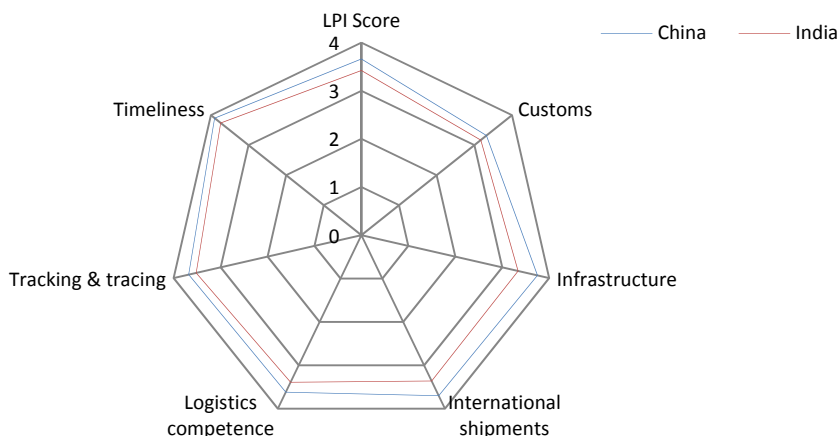 LPI Score
China
India
4
3
2
1
0
Timeliness
Customs
Tracking & tracing
Infrastructure
Logistics
competence
International
shipments